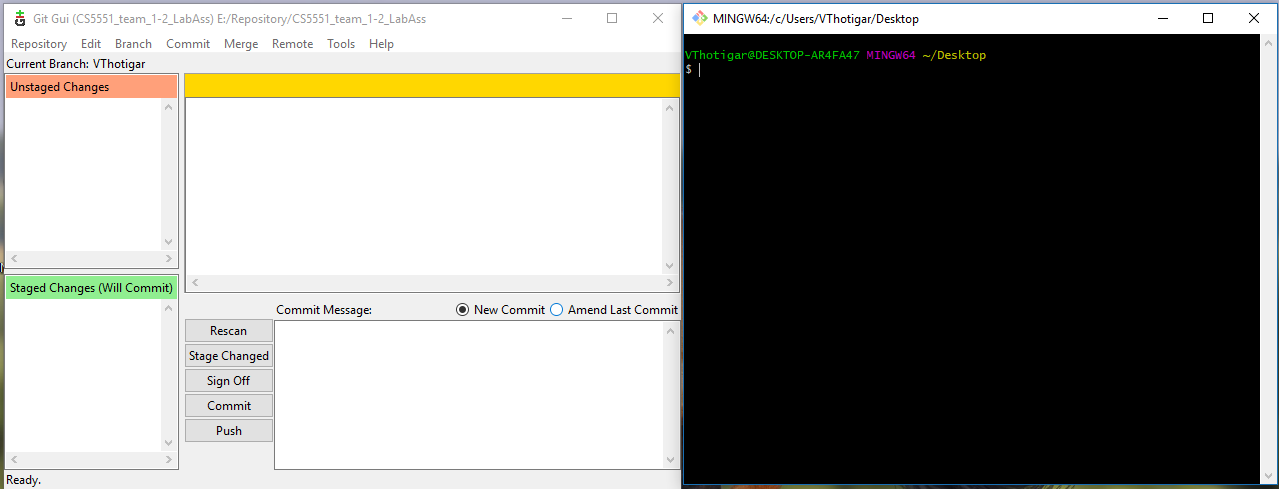 Git Gui (CS5551_team_1-2_LabAss) E:/Repository/CS5551_team_1-2_LabAss
Repository Edit Branch Commit Merge Remote Tools Help
Current Branch: VThotigar
Unstaged Changes
Staged Changes (Will Commit)
Commit Message: New Commit Amend Last Commit
Rescan
Stage Changed
Sign Off
Commit
Push
Ready.
MINGW64:/c/Users/VThotigar/Desktop
VThotigar@DESKTOP-AR4FA47 MINGW64 ~/Desktop
$